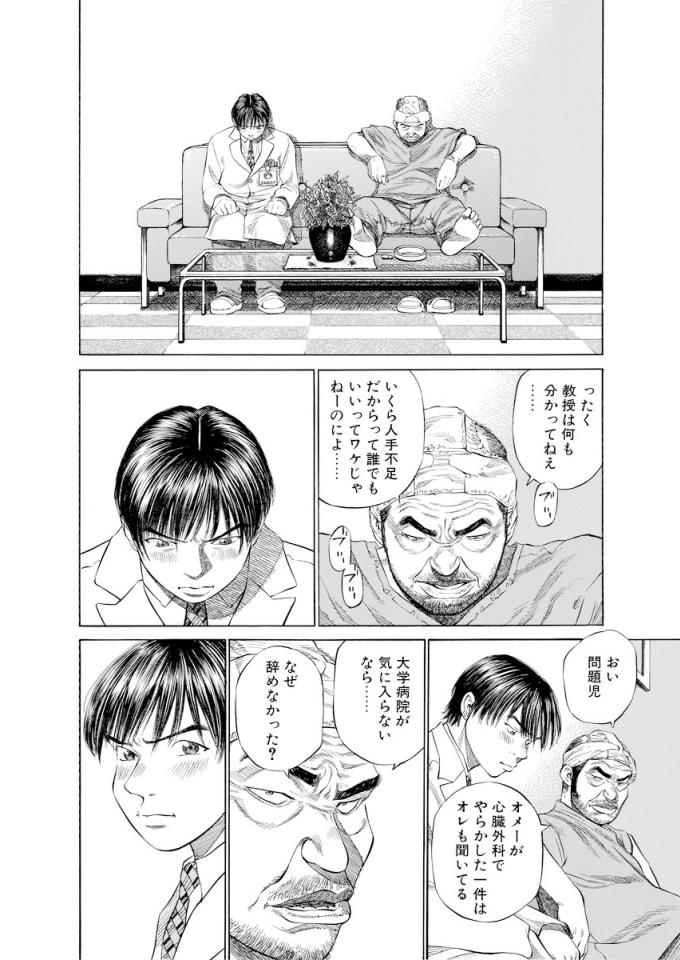 ったく
教授は何も
分かってねえ
……
ブツ
いくら人手不足
だからって誰でも
いいってワケじゃ
ねーのによ……
ブツ
ブツ
おい
問題児
オメーが
心臓外科で
やらかした一件は
オレも聞いてる
大学病院が
気に入らない
なら……
なぜ
辞めなかった？